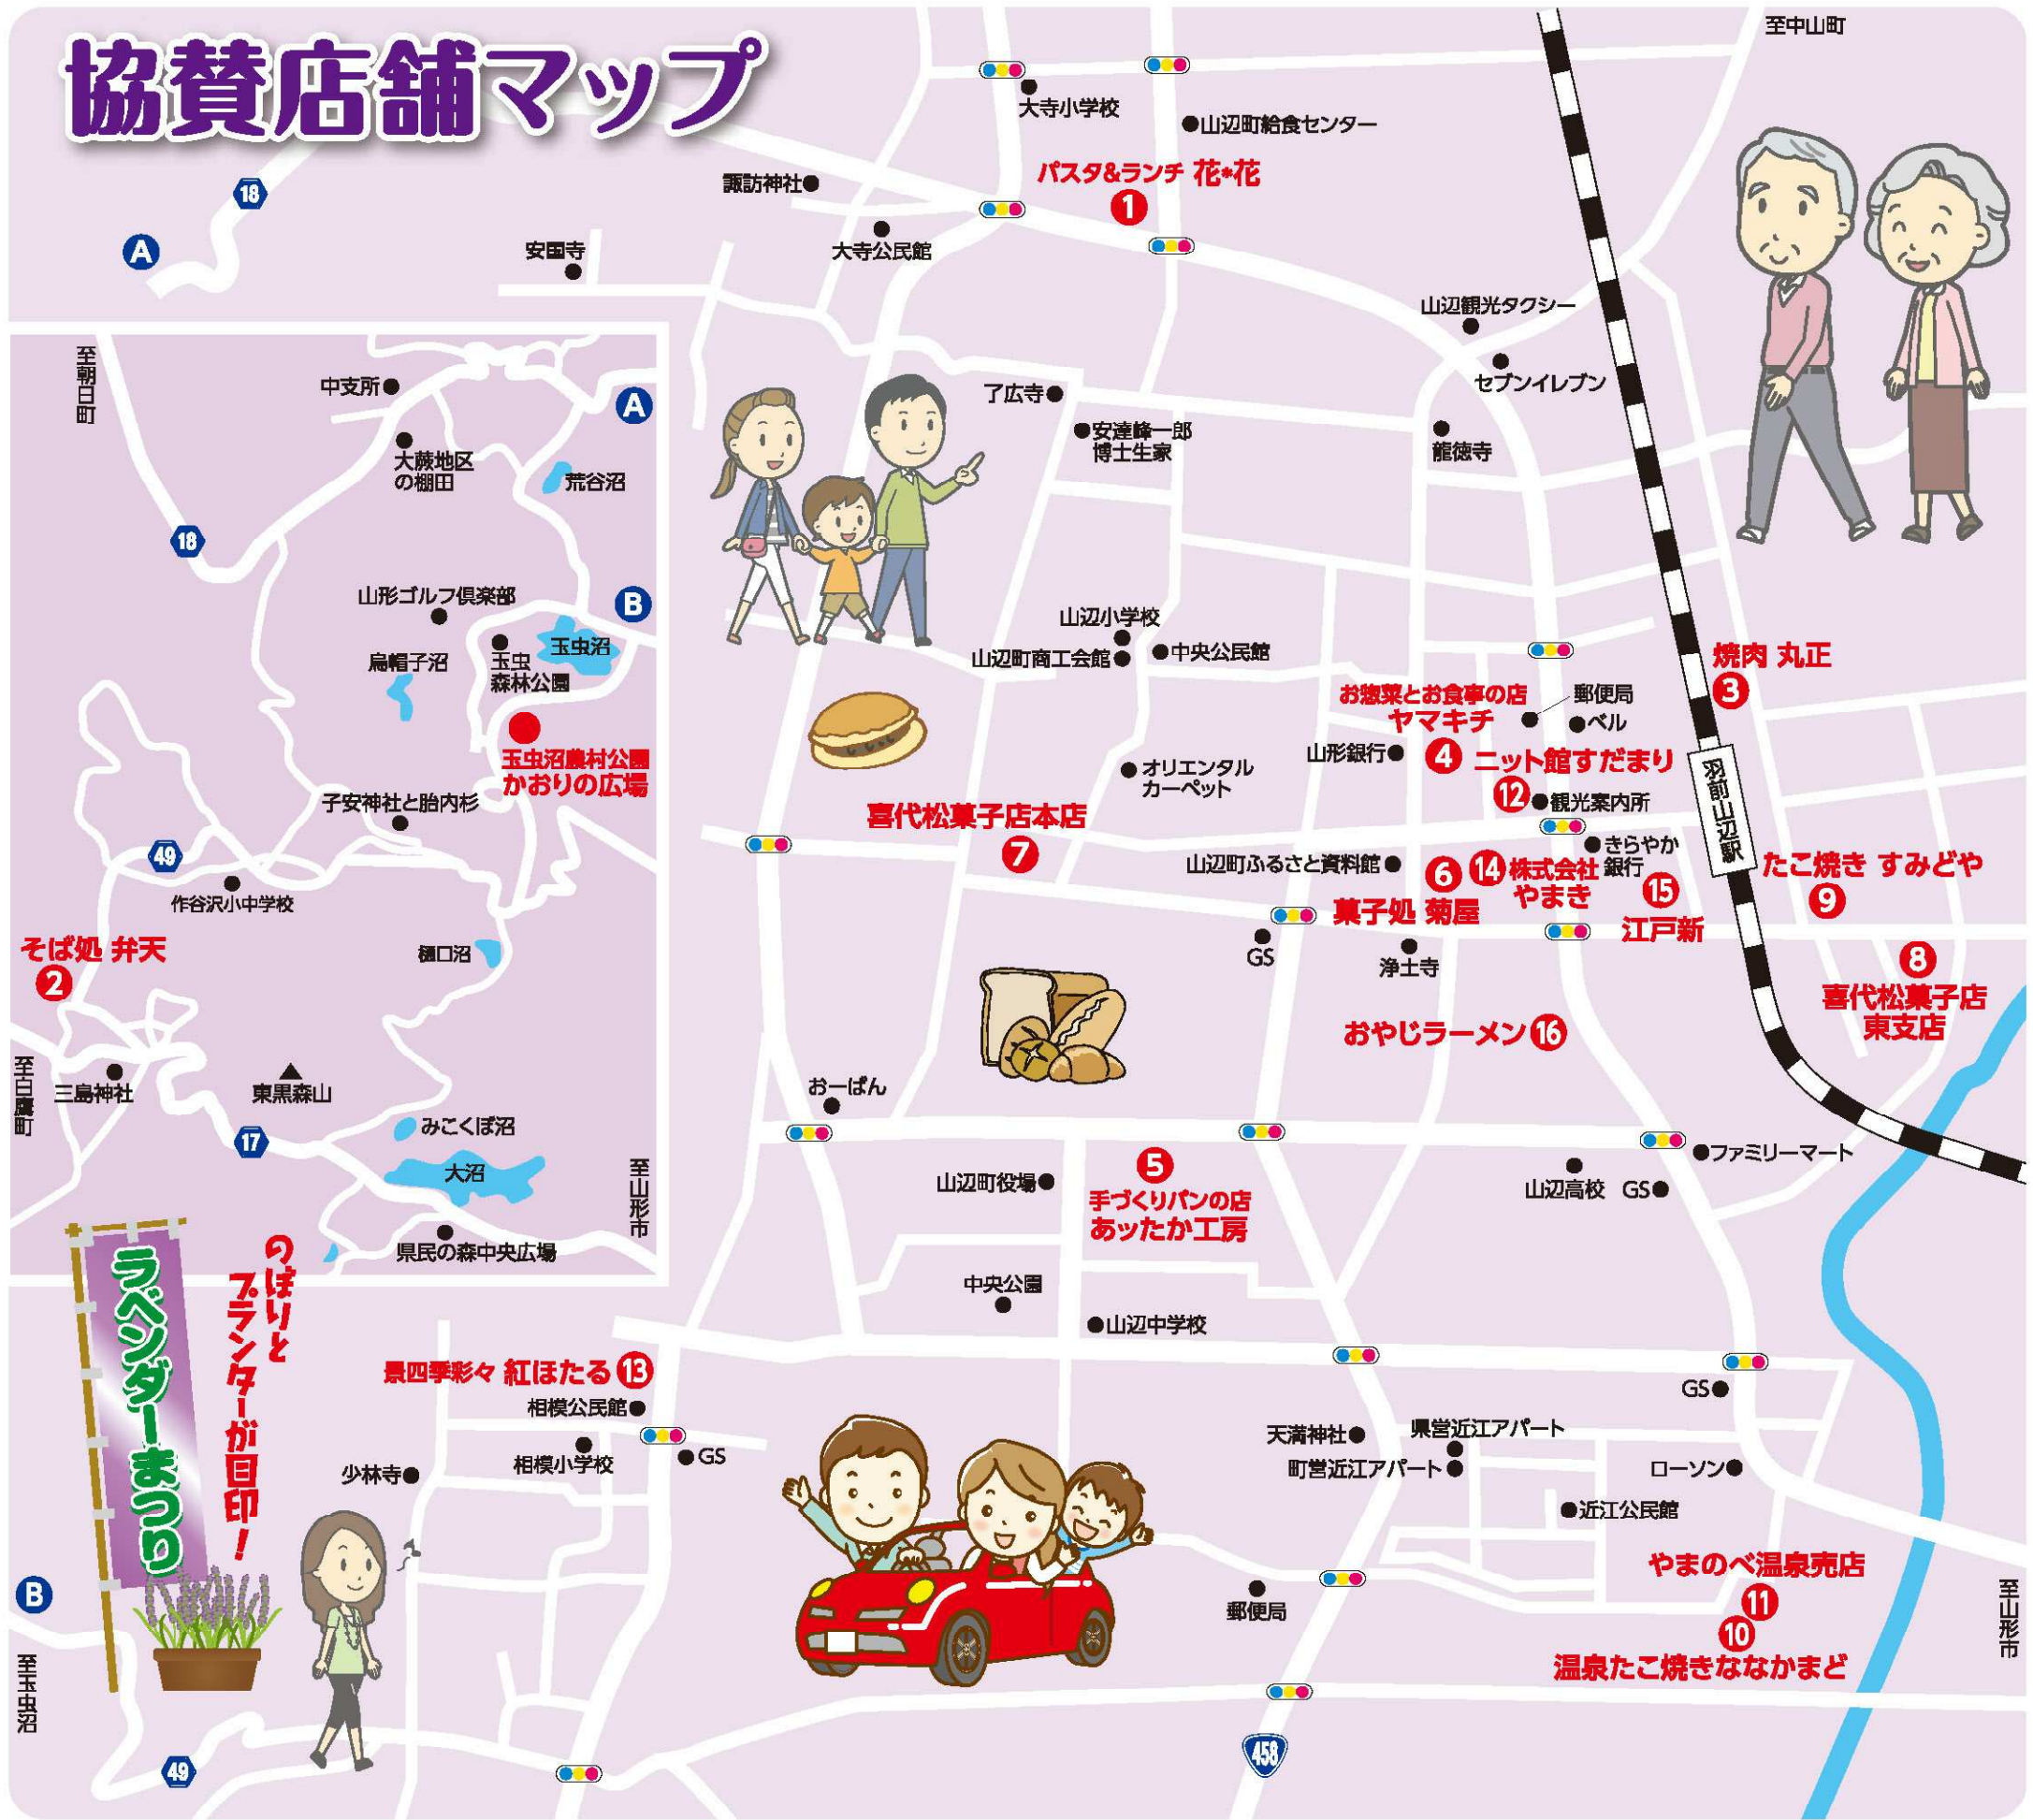 協賛店舗マップ
至中山町
大寺小学校
山辺町給食センター
18
諏訪神社
パスタ&ランチ 花*花
1
A
安国寺
大寺公民館
山辺観光タクシー
セブンイレブン
至朝日町
中支所
A
了広寺
安達峰一郎
博士生家
龍徳寺
大蕨地区
の棚田
荒谷沼
18
山形ゴルフ倶楽部
B
烏帽子沼
玉虫
森林公園
玉虫沼
玉虫沼農村公園
かおりの広場
子安神社と胎内杉
49
作谷沢小中学校
そば処 弁天
2
樋口沼
至白鷹町
三島神社
東黒森山
17
みこくぼ沼
大沼
至山形市
県民の森中央広場
山辺小学校
山辺町商工会館
中央公民館
焼肉 丸正
3
お惣菜とお食事の店
ヤマキチ
4
郵便局
ベル
山形銀行
ニット館すだまり
12
観光案内所
羽前山辺駅
オリエンタル
カーペット
喜代松菓子店本店
7
きらやか
銀行
山辺町ふるさと資料館
6
菓子処 菊屋
14
株式会社
やまき
15
江戸新
たこ焼き すみどや
9
8
喜代松菓子店
東支店
GS
浄土寺
おやじラーメン
16
おーばん
ファミリーマート
山辺町役場
5
手づくりパンの店
あッたか工房
山辺高校
GS
中央公園
山辺中学校
ラベンダーまつり
のぼりと
プランターが目印!
景四季彩々 紅ほたる
13
相模公民館
相模小学校
GS
少林寺
GS
天満神社
県営近江アパート
町営近江アパート
ローソン
近江公民館
やまのべ温泉売店
11
10
温泉たこ焼きななかまど
至山形市
郵便局
B
至玉虫沼
49
458